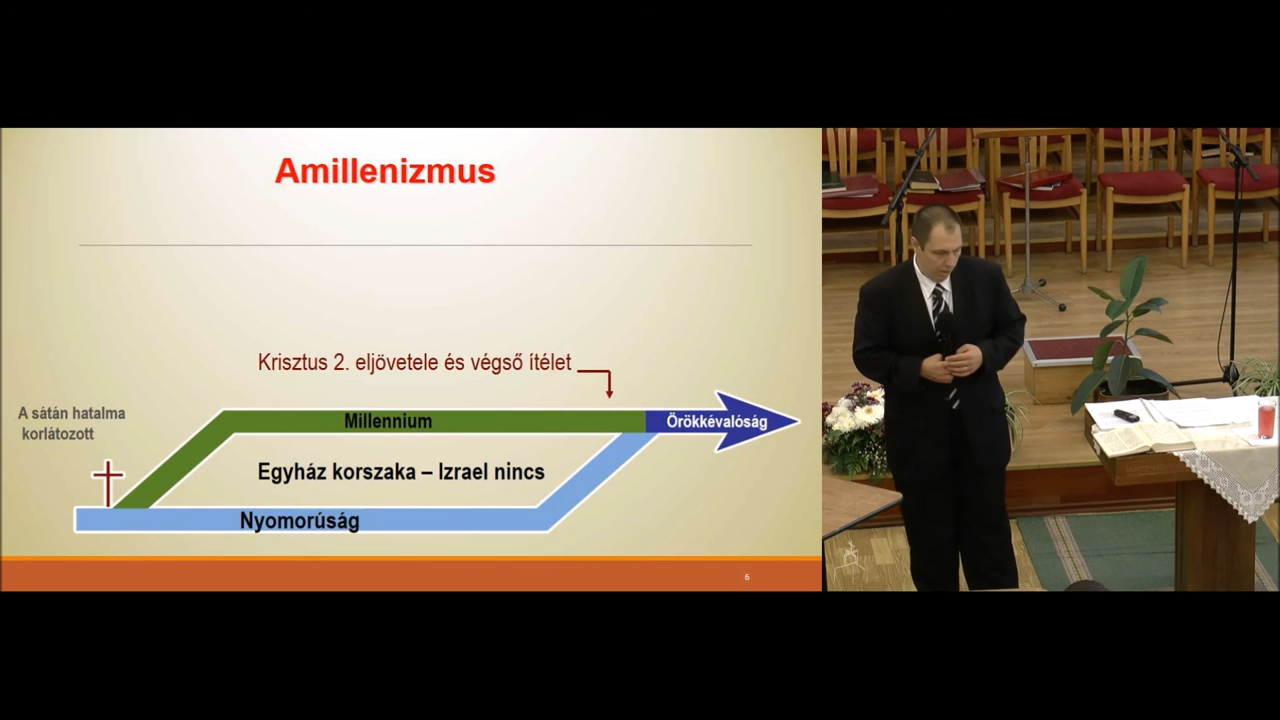 Amillenizmus
Krisztus 2. eljövetele és végső ítélet
A sátán hatalma
korlátozott
Millennium
Örökkévalóság
Egyház korszaka – Izrael nincs
Nyomorúság
6